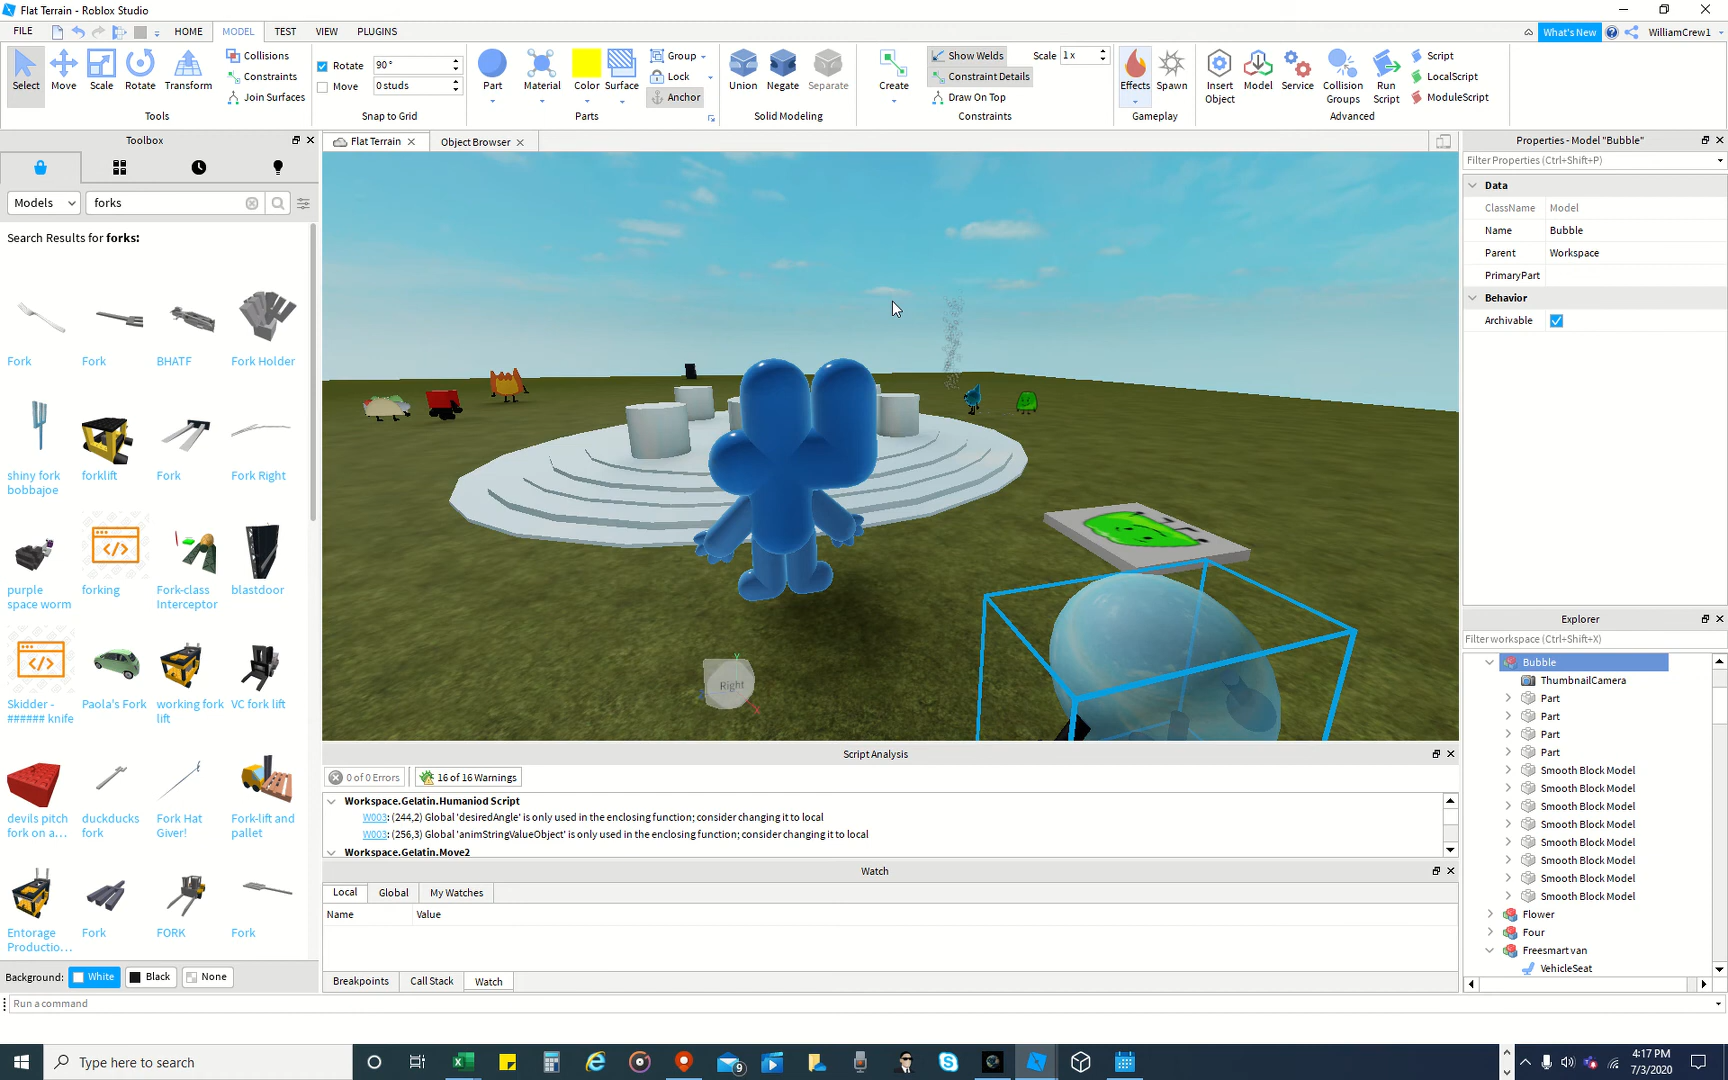 Flat Terrain - Roblox Studio
FILE HOME MODEL TEST VIEW PLUGINS What's New WilliamCrew1
Select Move Scale Rotate Transform
Collisions
Constraints
Join Surfaces
Tools
Rotate 90°
Move 0 studs
Snap to Grid
Part Material Color Surface
Group
Lock
Anchor
Parts
Union Negate Separate
Solid Modeling
Create
Show Welds Scale 1 x
Constraint Details
Draw On Top
Constraints
Effects Spawn
Gameplay
Insert Object
Model
Service
Collision Groups
Run Script
Script
LocalScript
ModuleScript
Advanced
Toolbox
Models forks
Search Results for forks:
Fork Fork BHATF Fork Holder
shiny fork bobbajoe
forklift
Fork
Fork Right
purple space worm
forking
Fork-class Interceptor
blastdoor
Skidder - ###### knife
Paola's Fork
working fork lift
VC fork lift
devils pitch fork on a...
duckducks fork
Fork Hat Giver!
Fork-lift and pallet
Entorage Productio...
Fork
FORK
Fork
Background: White Black None
Run a command
Flat Terrain Object Browser
Right
Y
Script Analysis
0 of 0 Errors 16 of 16 Warnings
Workspace.Gelatin.Humaniod Script
W003: (244,2) Global 'desiredAngle' is only used in the enclosing function; consider changing it to local
W003: (256,3) Global 'animStringValueObject' is only used in the enclosing function; consider changing it to local
Workspace.Gelatin.Move2
Watch
Local Global My Watches
Name Value
Breakpoints Call Stack Watch
Properties - Model "Bubble"
Filter Properties (Ctrl+Shift+P)
Data
ClassName Model
Name Bubble
Parent Workspace
PrimaryPart
Behavior
Archivable
Explorer
Filter workspace (Ctrl+Shift+X)
Bubble
ThumbnailCamera
Part
Part
Part
Part
Smooth Block Model
Smooth Block Model
Smooth Block Model
Smooth Block Model
Smooth Block Model
Smooth Block Model
Smooth Block Model
Smooth Block Model
Flower
Four
Freesmart van
VehicleSeat
Type here to search
9
4:17 PM
7/3/2020